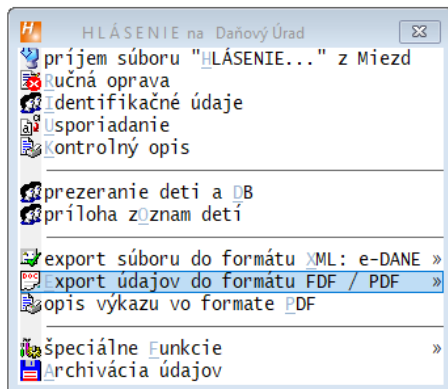 HLÁSENIE na Daňový Úrad
príjem súboru "HLÁSENIE..." z Miezd
Ručná oprava
Identifikačné údaje
Usporiadanie
Kontrolný opis
prezeranie deti a DB
príloha zOznam detí
export súboru do formátu XML: e-DANE »
Export údajov do formátu FDF / PDF »
opis výkazu vo formate PDF
špeciálne Funkcie »
Archivácia údajov